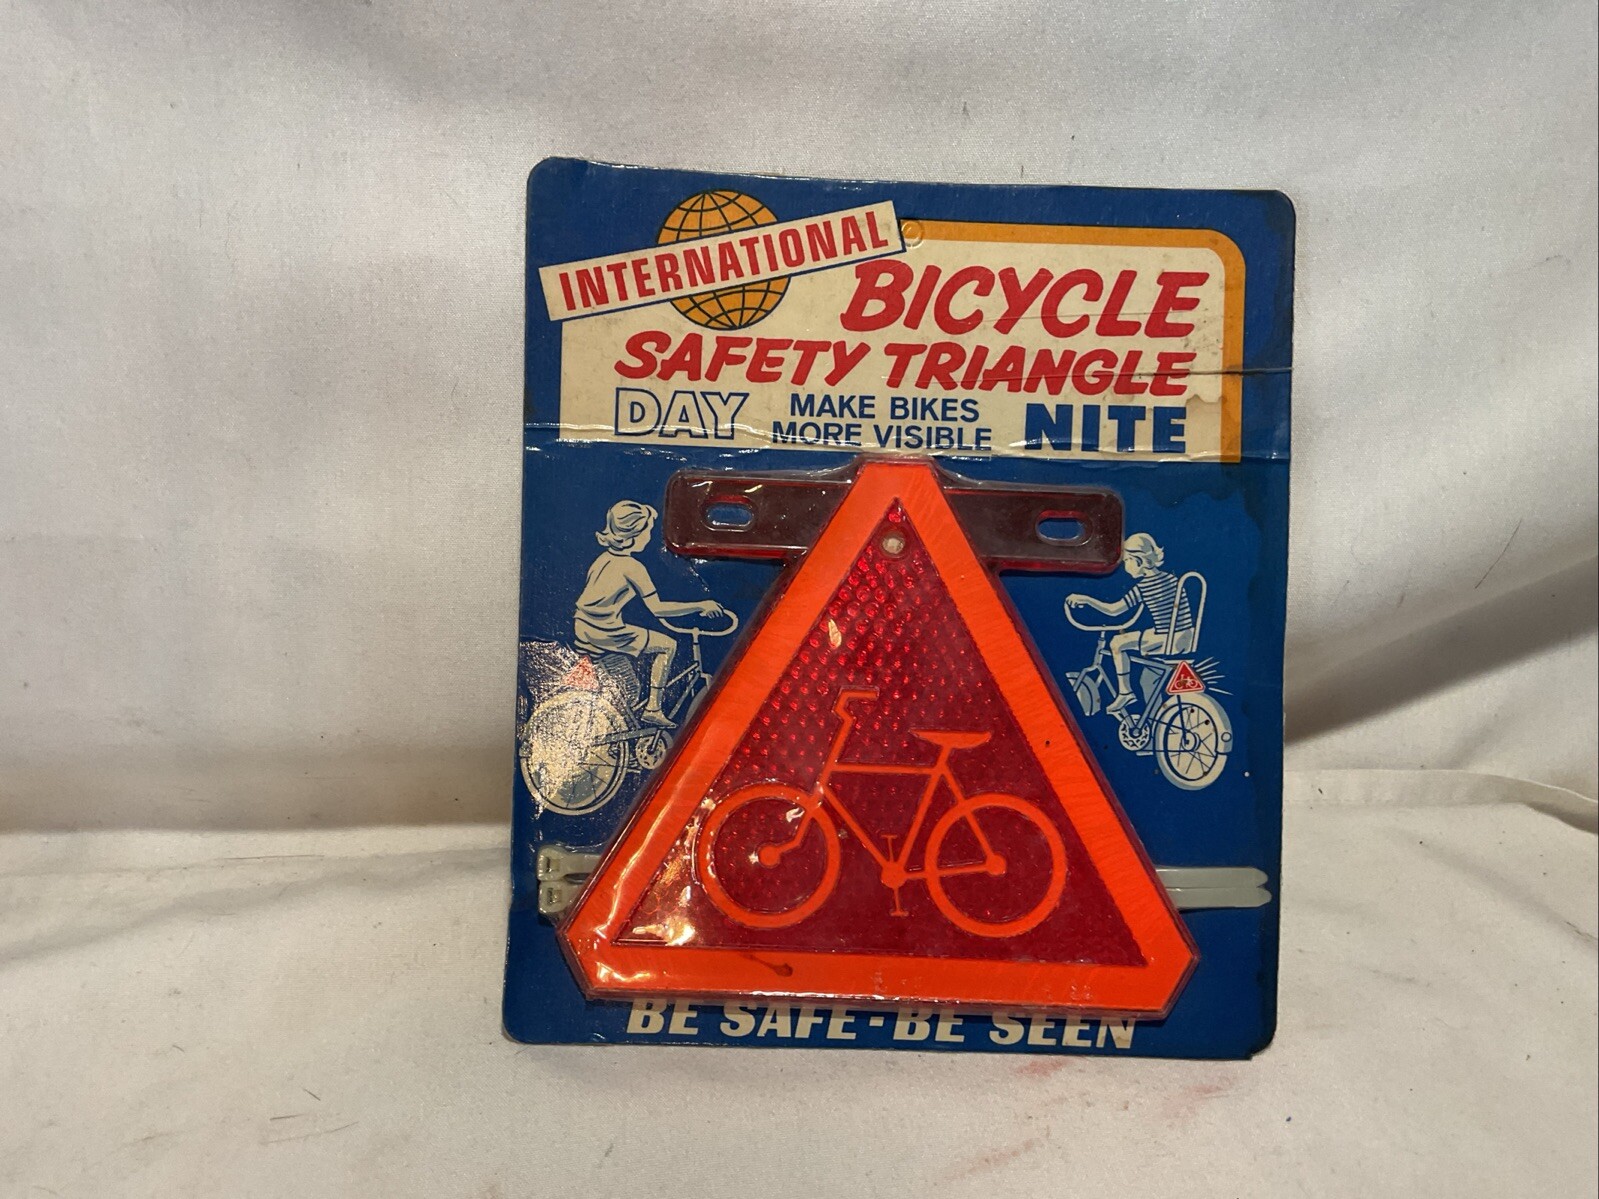 INTERNATIONAL
BICYCLE
SAFETY TRIANGLE
DAY MAKE BIKES MORE VISIBLE NITE
BE SAFE-BE SEEN